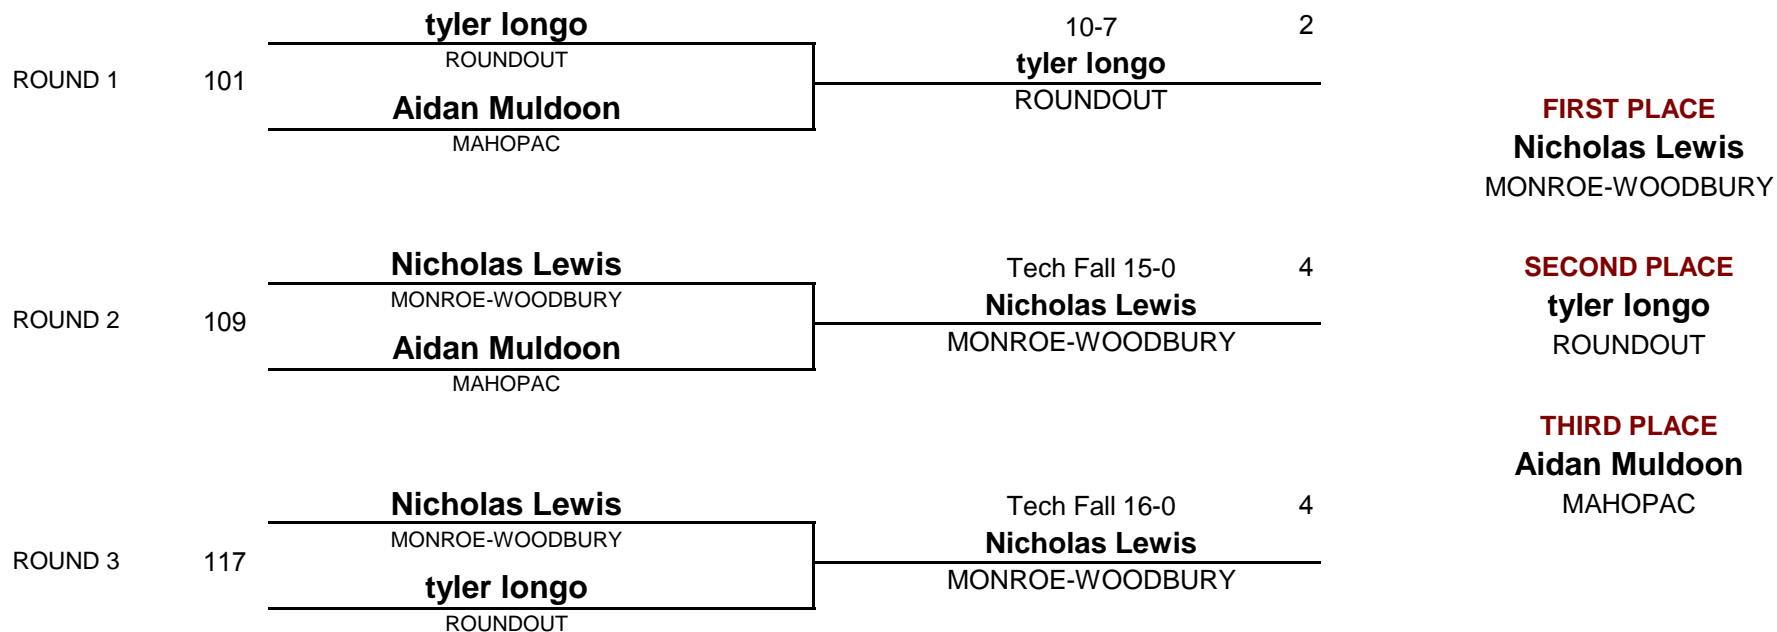 ROUND 1
101
tyler longo
ROUNDOUT
Aidan Muldoon
MAHOPAC
10-7
2
tyler longo
ROUNDOUT
ROUND 2
109
Nicholas Lewis
MONROE-WOODBURY
Aidan Muldoon
MAHOPAC
Tech Fall 15-0
4
Nicholas Lewis
MONROE-WOODBURY
ROUND 3
117
Nicholas Lewis
MONROE-WOODBURY
tyler longo
ROUNDOUT
Tech Fall 16-0
4
Nicholas Lewis
MONROE-WOODBURY
FIRST PLACE
Nicholas Lewis
MONROE-WOODBURY
SECOND PLACE
tyler longo
ROUNDOUT
THIRD PLACE
Aidan Muldoon
MAHOPAC